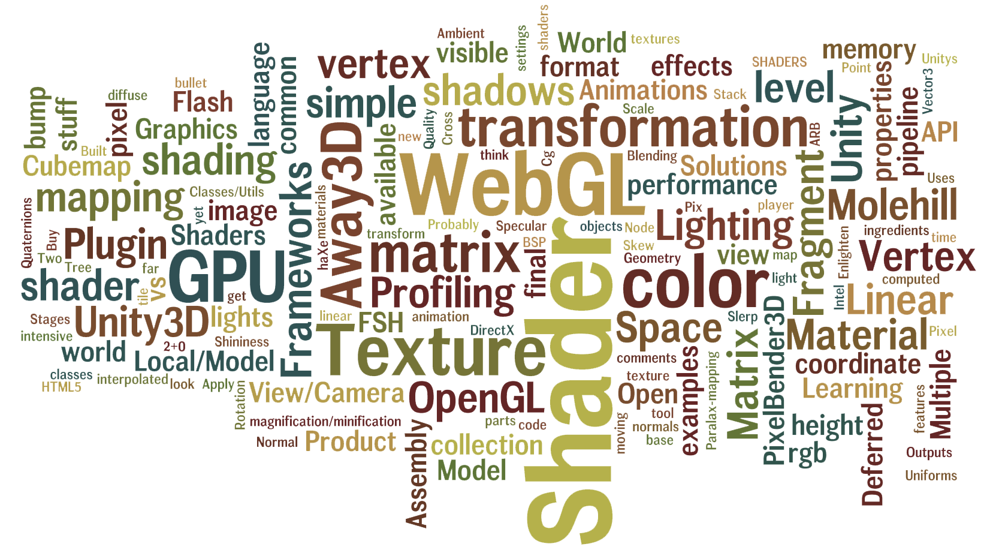 shaders
Ambient
visible
settings
World
textures
memory
language
common
vertex
format
effects
SHADERS
Point
Unitys
bullet
diffuse
Flash
simple
shadows
Animations
Stack
level
properties
Vector3
bump
stuff
pixel
Graphics
Quality
Cross
Scale
transformation
ARB
Unity
pipeline
API
Built
Cubemap
shading
Away3D
available
new
think
Cg
Blending
Solutions
Uses
mapping
Classes/Utils
Frameworks
WebGL
performance
Fragment
Molehill
Quaternions
yet
image
materials
Pix
player
Buy
Plugin
Shaders
transform
Probably
Specular
objects
Node
Lighting
Enlighten
ingredients
time
Two
Tree
far
haXe
matrix
BSP
Skew
Geometry
view
map
Vertex
shader
tile
vs
GPU
get
Profiling
final
color
light
Intel
computed
Linear
Stages
Unity3D
lights
linear
FSH
animation
DirectX
Shader
Space
Slerp
PixelBender3D
Material
Pixel
intensive
world
2+0
Shininess
Local/Model
Texture
comments
examples
Paralax-mapping
Matrix
coordinate
Multiple
classes
HTML5
interpolated
look
Apply
Rotation
View/Camera
OpenGL
texture
Open
Learning
features
magnification/minification
parts
code
moving
tool
normals
base
height
Deferred
Normal
Product
Assembly
collection
Model
rgb
Outputs
Uniforms